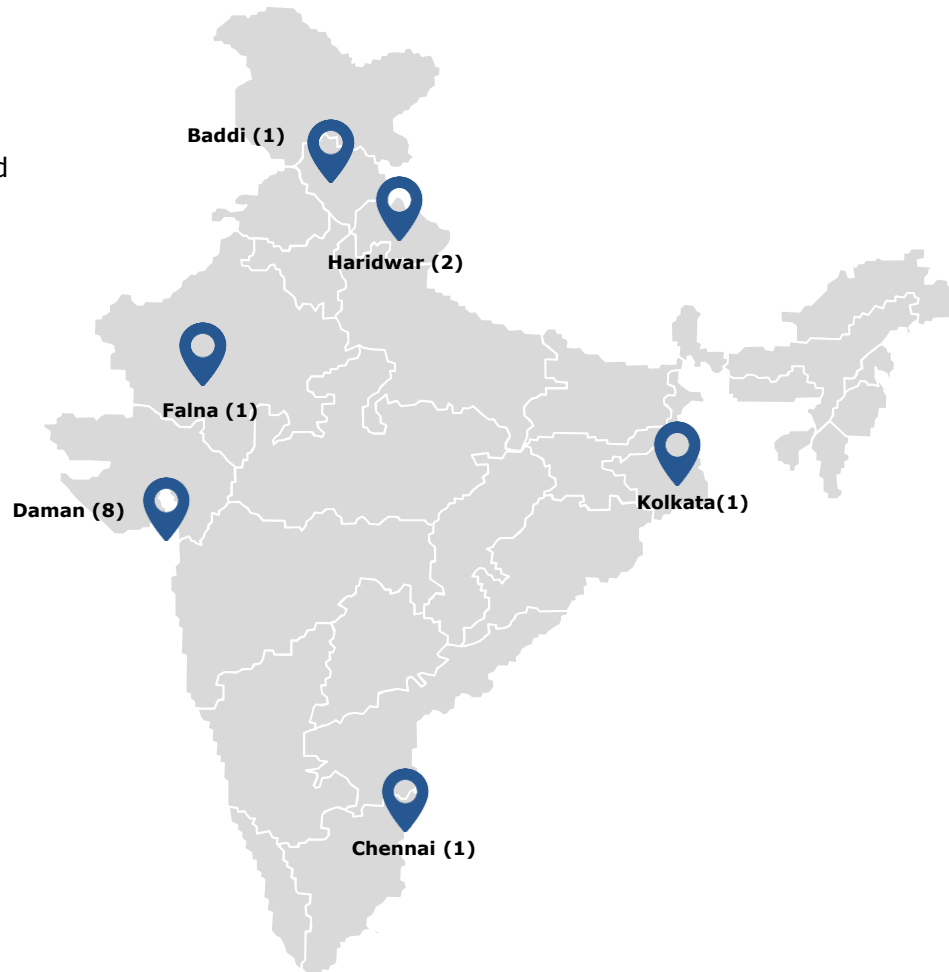 Baddi (1)
d
Haridwar (2)
Falna (1)
Daman (8)
Kolkata(1)
Chennai (1)